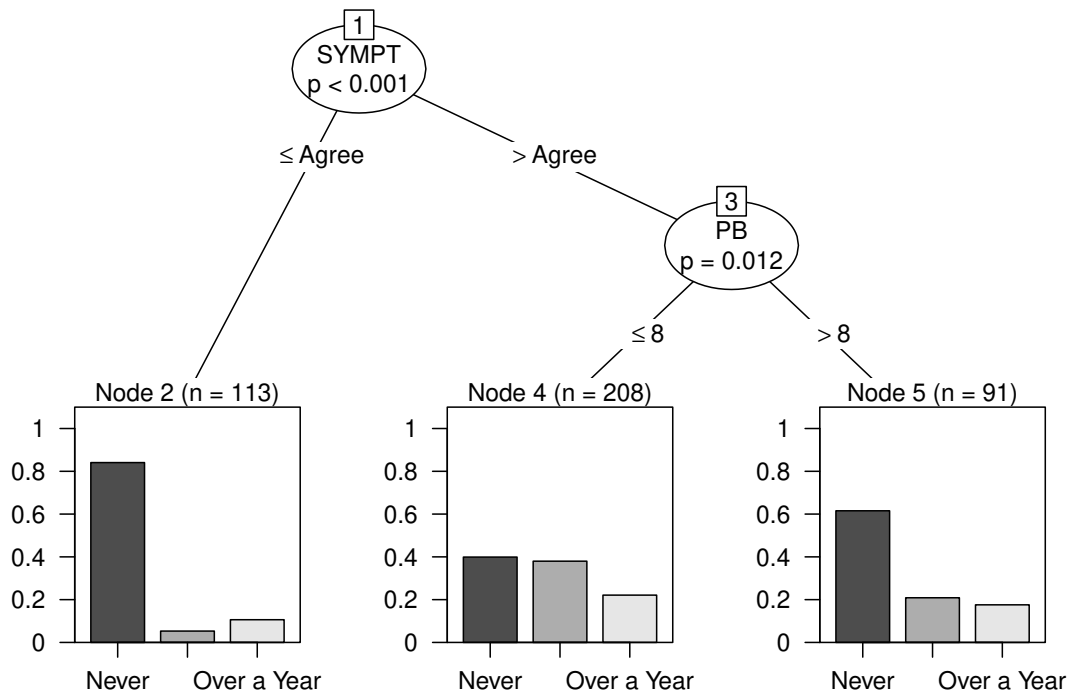 1
SYMPT
p < 0.001
≤ Agree
> Agree
3
PB
p = 0.012
≤ 8
> 8
Node 2 (n = 113)
1
0.8
0.6
0.4
0.2
0
Never
Over a Year
Node 4 (n = 208)
1
0.8
0.6
0.4
0.2
0
Never
Over a Year
Node 5 (n = 91)
1
0.8
0.6
0.4
0.2
0
Never
Over a Year